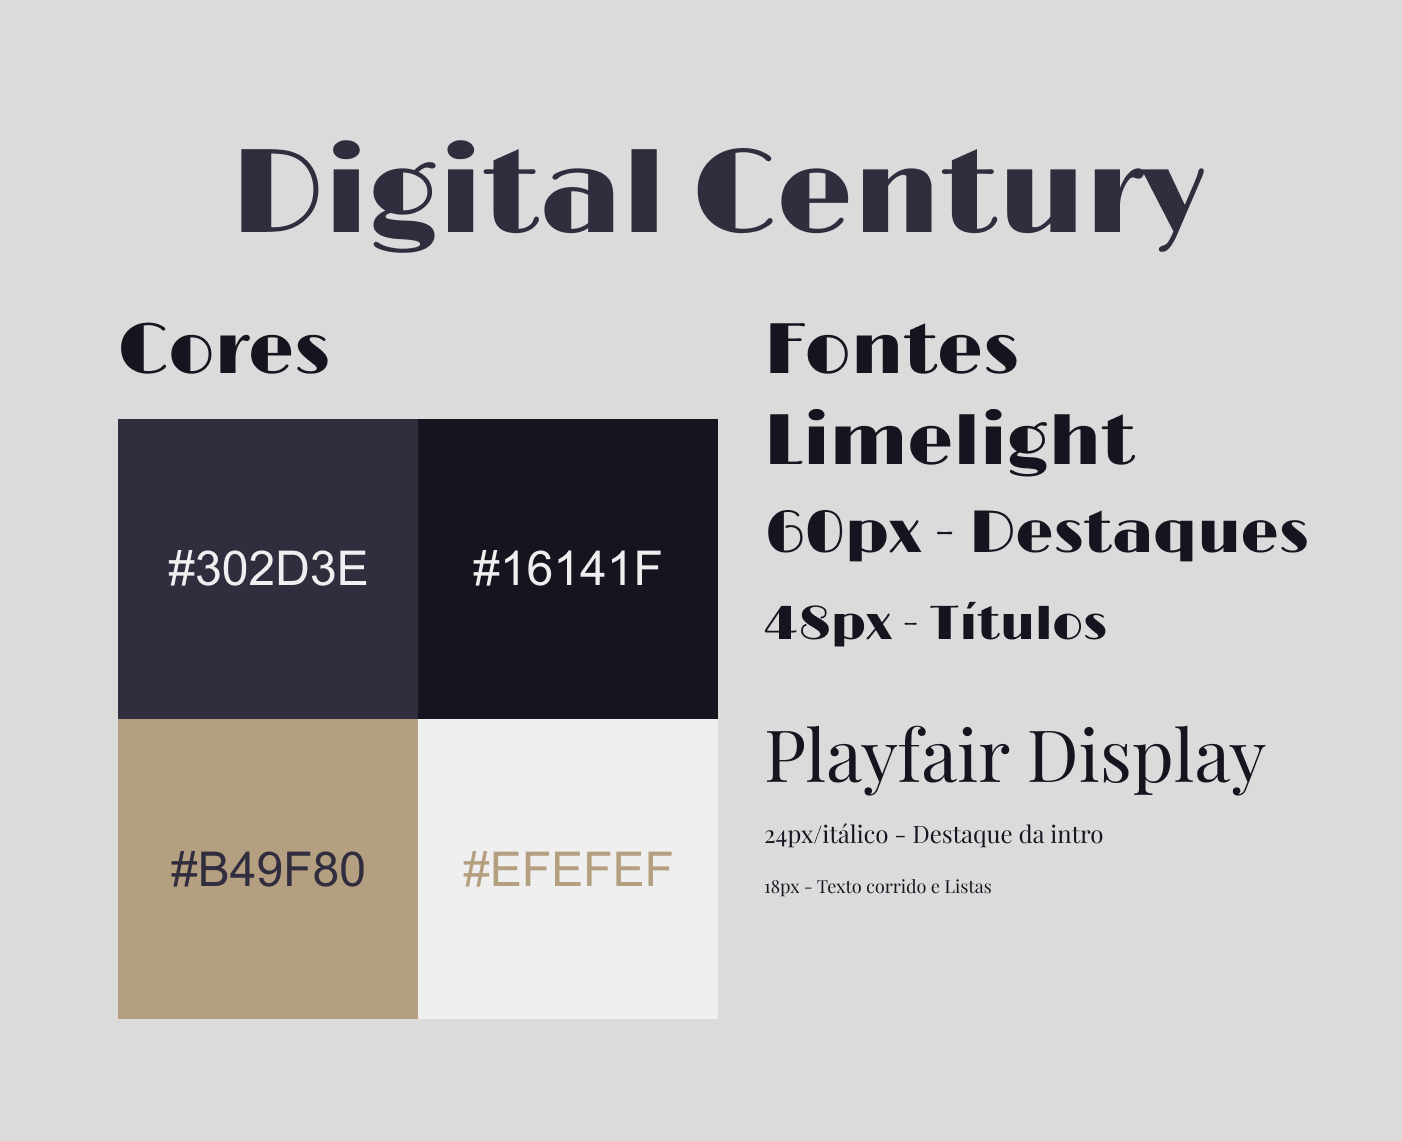 Digital Century
Cores
#302D3E
#16141F
#B49F80
#EFEFEF
Fontes
Limelight
60px - Destaques
48px - Títulos
Playfair Display
24px/itálico - Destaque da intro
18px - Texto corrido e Listas